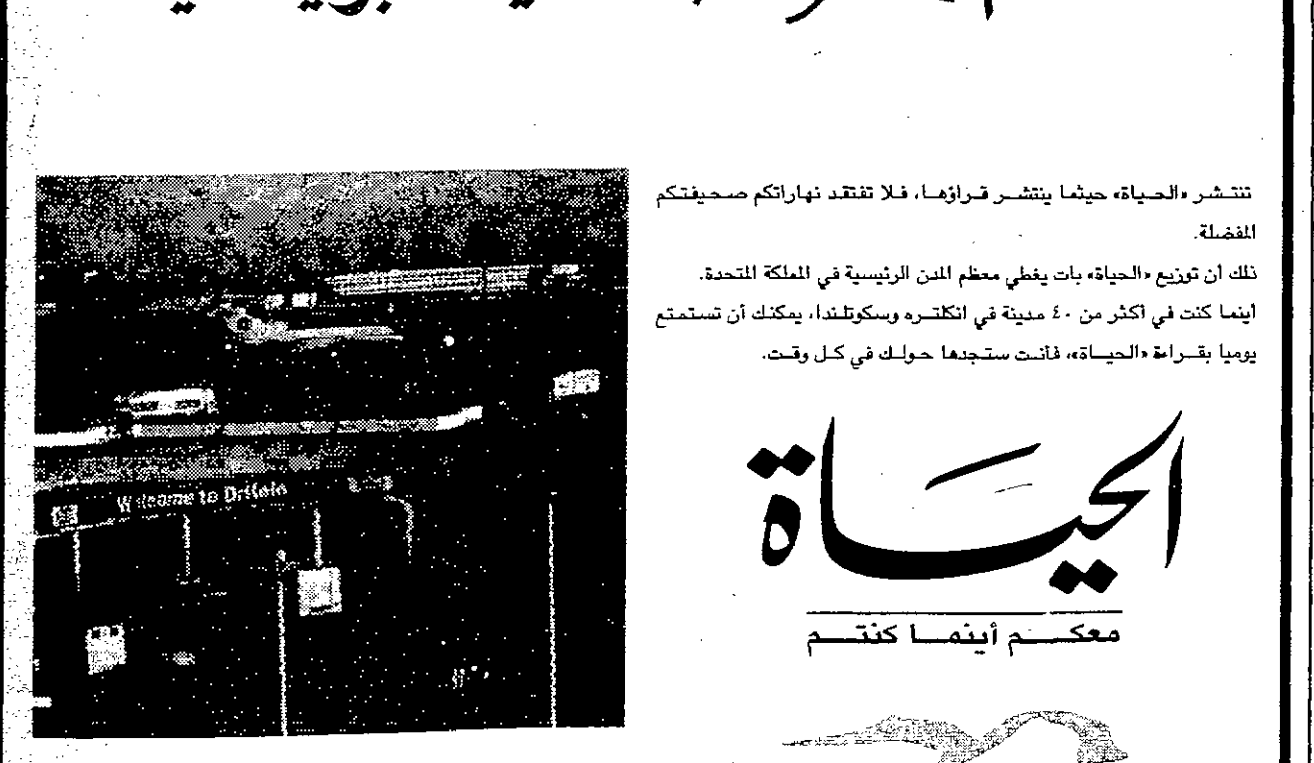 تنتشر «الحياة» حيثما ينتشر قراؤها، فلا تفتقد نهاراتكم صحيفتكم
المفضلة.
ذلك أن توزيع «الحياة» بات يغطي معظم المدن الرئيسية في المملكة المتحدة.
أينما كنت في أكثر من ٤٠ مدينة في انكلتره وسكوتلندا، يمكنك أن تستمتع
يوميا بقراءة «الحياة»، فأنت ستجدها حولك في كل وقت.
الحياة
معكم أينما كنتم
Welcome to Britain